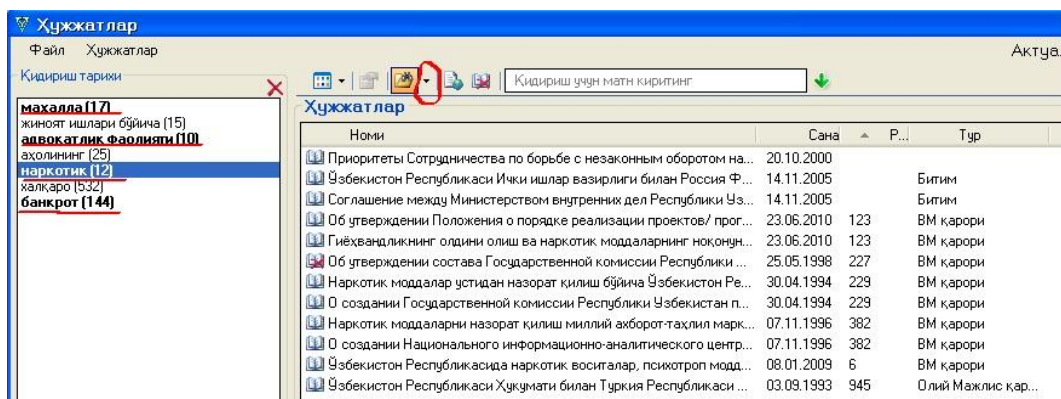 Ҳужжатлар
Файл Ҳужжатлар Актуа
Қидириш тарихи
Қидириш учун матн киритинг
махалла (17)
жиноят ишлари бўйича (15)
адвокатлик фаолияти (10)
аҳолининг (25)
наркотик (12)
халқаро (532)
банкрот (144)
Ҳужжатлар
Номи Сана Р... Тур
Приоритеты Сотрудничества по борьбе с незаконным оборотом на... 20.10.2000
Ўзбекистон Республикаси Ички ишлар вазирлиги билан Россия Ф... 14.11.2005 Битим
Соглашение между Министерством внутренних дел Республики Уз... 14.11.2005 Битим
Об утверждении Положения о порядке реализации проектов/ прог... 23.06.2010 123 ВМ қарори
Гиёҳвандликнинг олдини олиш ва наркотик моддаларнинг ноқонун... 23.06.2010 123 ВМ қарори
Об утверждении состава Государственной комиссии Республики ... 25.05.1998 227 ВМ қарори
Наркотик моддалар устидан назорат қилиш бўйича Ўзбекистон Ре... 30.04.1994 229 ВМ қарори
О создании Государственной комиссии Республики Узбекистан п... 30.04.1994 229 ВМ қарори
Наркотик моддаларни назорат қилиш миллий ахборот-таҳлил марк... 07.11.1996 382 ВМ қарори
О создании Национального информационно-аналитического центр... 07.11.1996 382 ВМ қарори
Ўзбекистон Республикасида наркотик воситалар, психотроп модд... 08.01.2009 6 ВМ қарори
Ўзбекистон Республикаси Ҳукумати билан Туркия Республикаси ... 03.09.1993 945 Олий Мажлис қар...